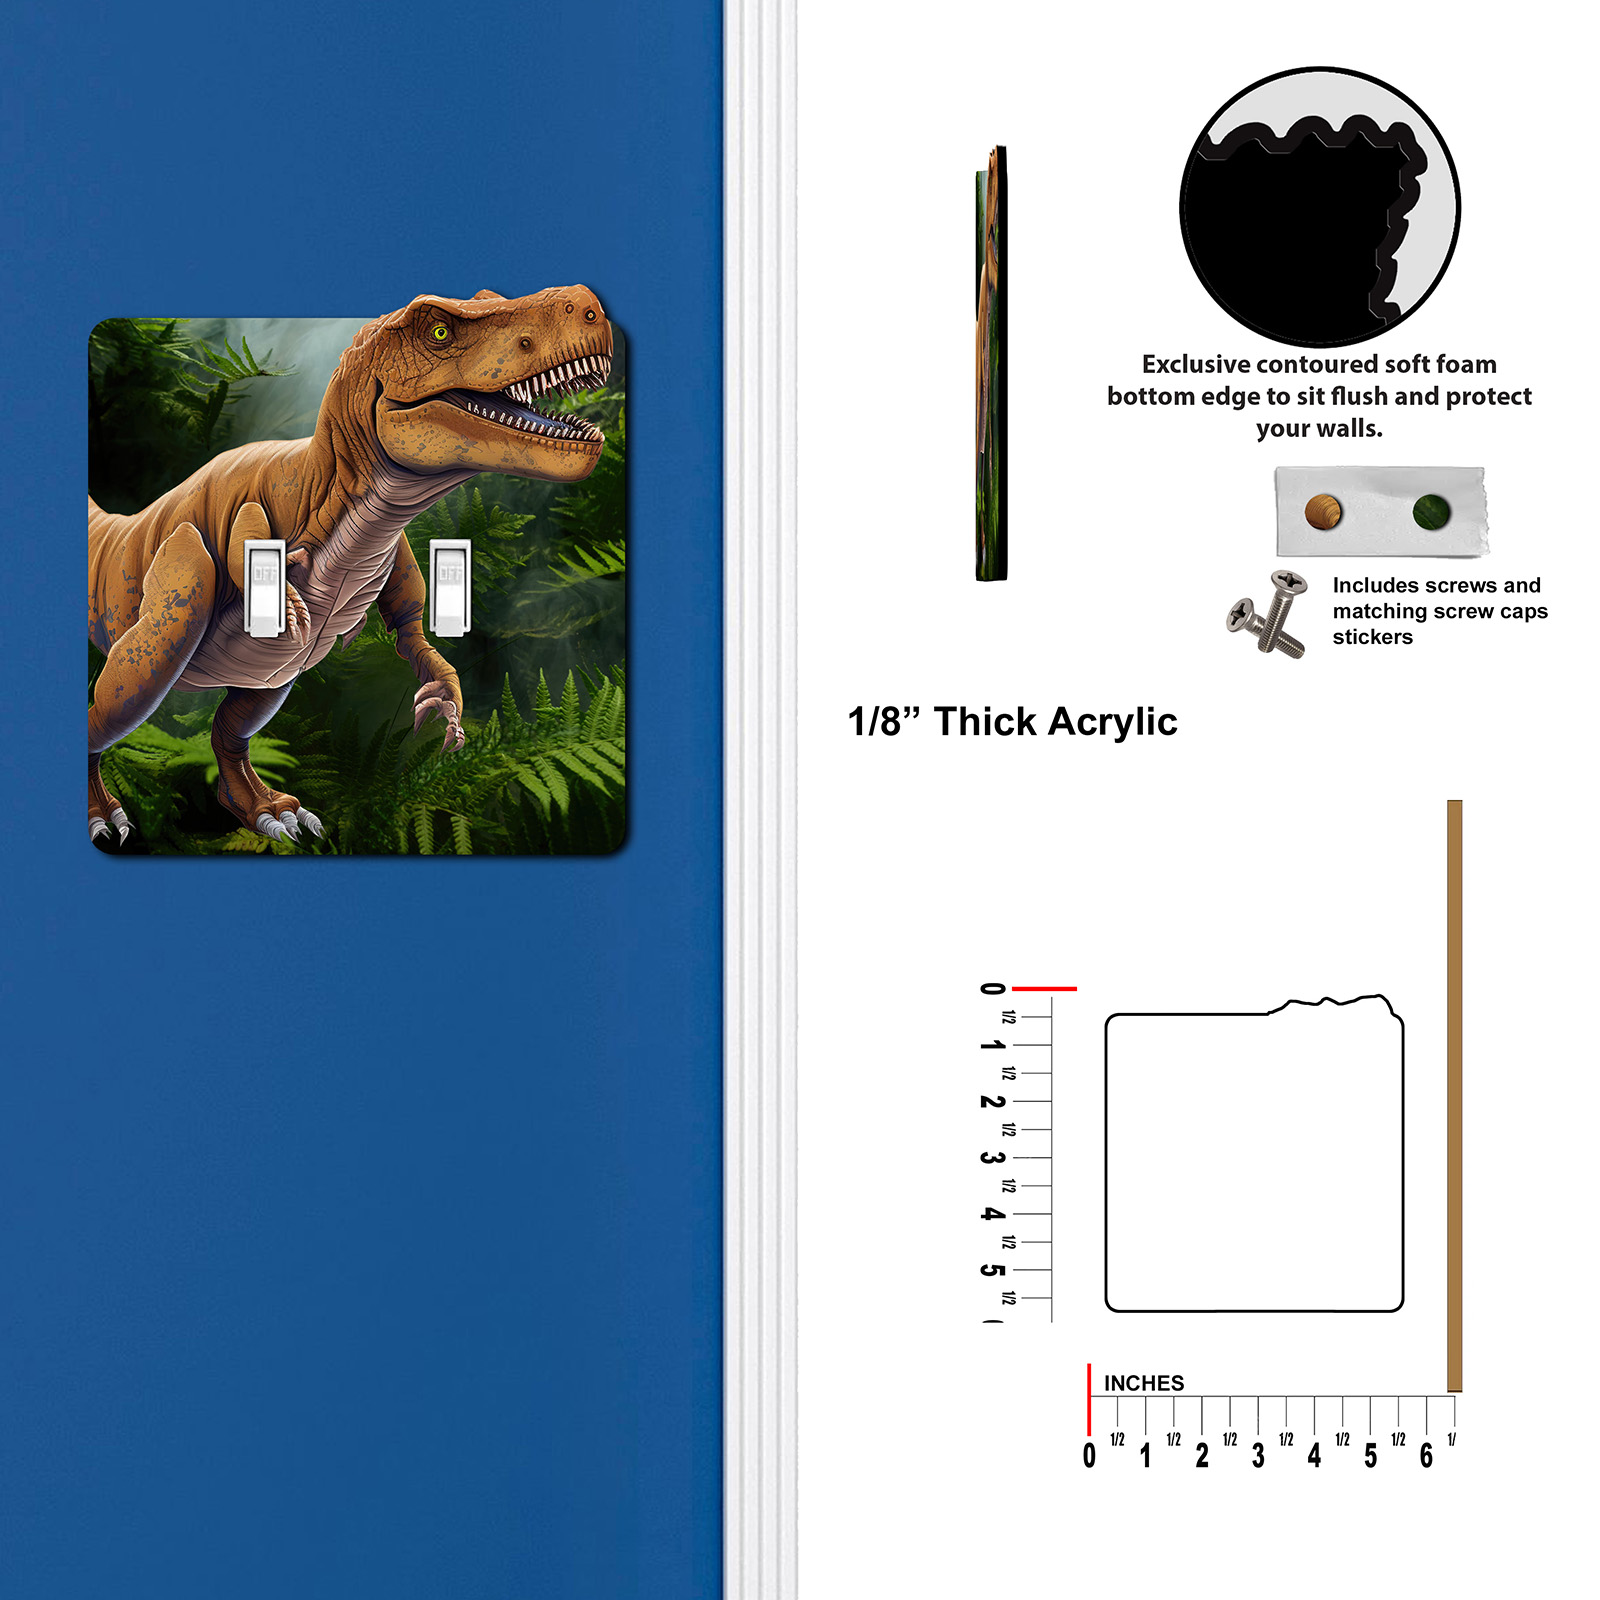 OFF
OFF
Exclusive contoured soft foam
bottom edge to sit flush and protect
your walls.
Includes screws and
matching screw caps
stickers
1/8” Thick Acrylic
0
1/2
1
1/2
2
1/2
3
1/2
4
1/2
5
1/2
INCHES
0 1/2 1 1/2 2 1/2 3 1/2 4 1/2 5 1/2 6 1/